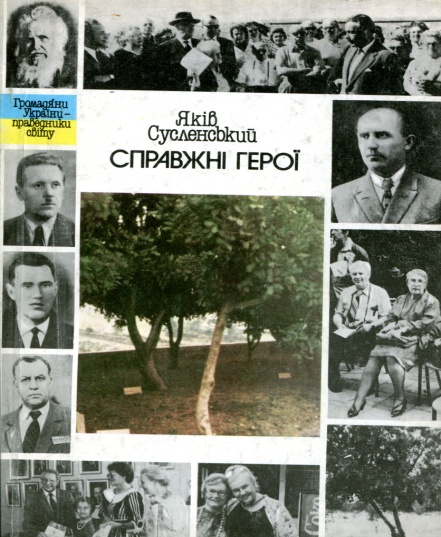 Громадяни
України –
праведники
світу
Яків
Сусленський
СПРАВЖНІ ГЕРОЇ